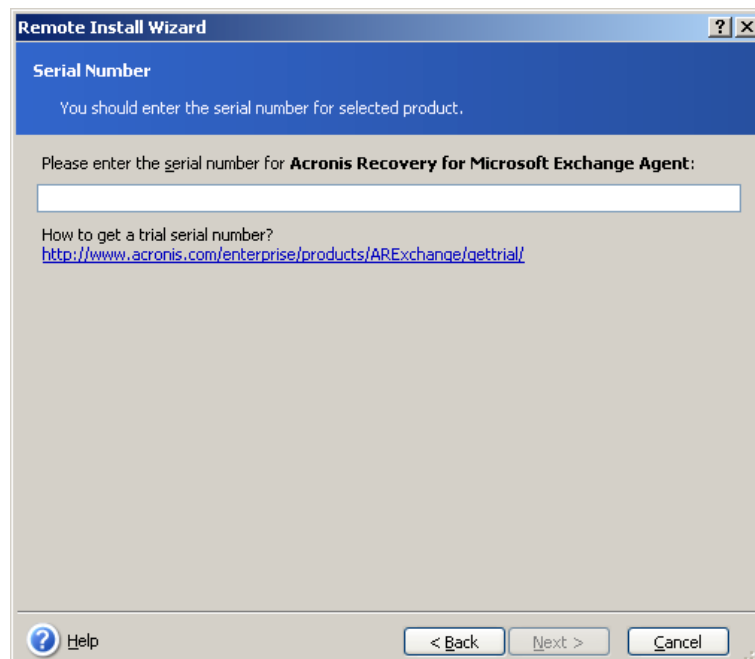 Remote Install Wizard
Serial Number
You should enter the serial number for selected product.
Please enter the serial number for Acronis Recovery for Microsoft Exchange Agent:
How to get a trial serial number?
http://www.acronis.com/enterprise/products/ARExchange/gettrial/
Help
< Back
Next >
Cancel